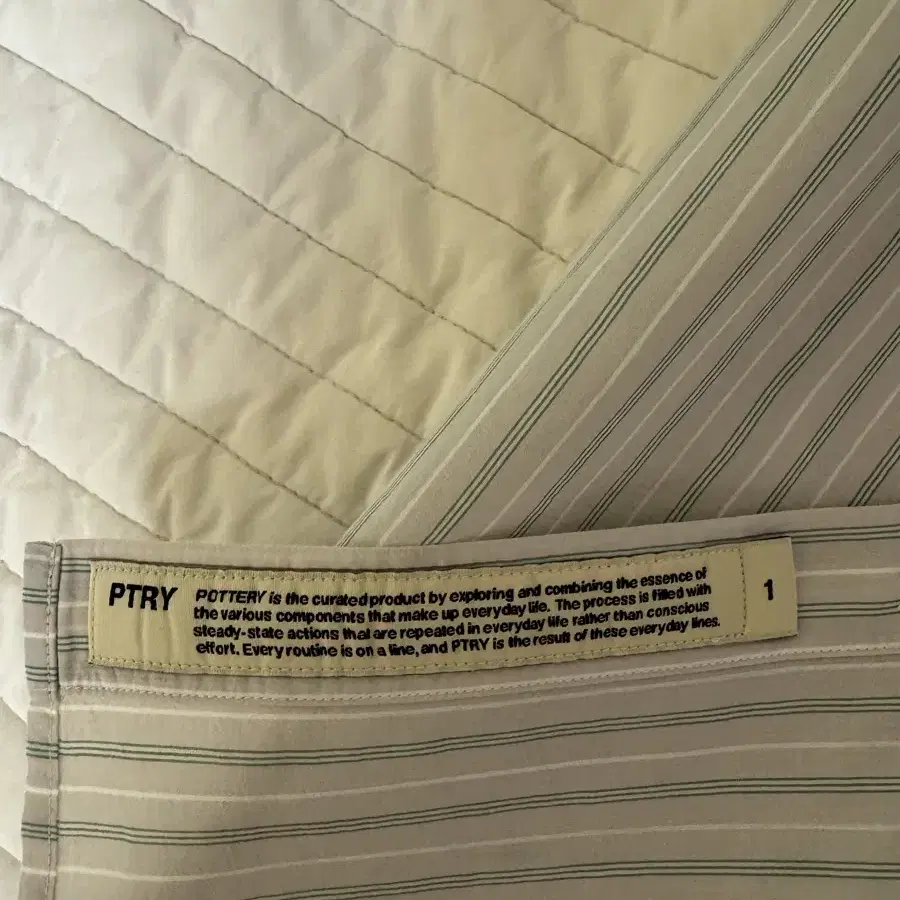 PTRY
POTTERY is the curated product by exploring and combining the essence of
the various components that make up everyday life. The process is filled with
steady-state actions that are repeated in everyday life rather than conscious
effort. Every routine is on a line, and PTRY is the result of these everyday lines.
1